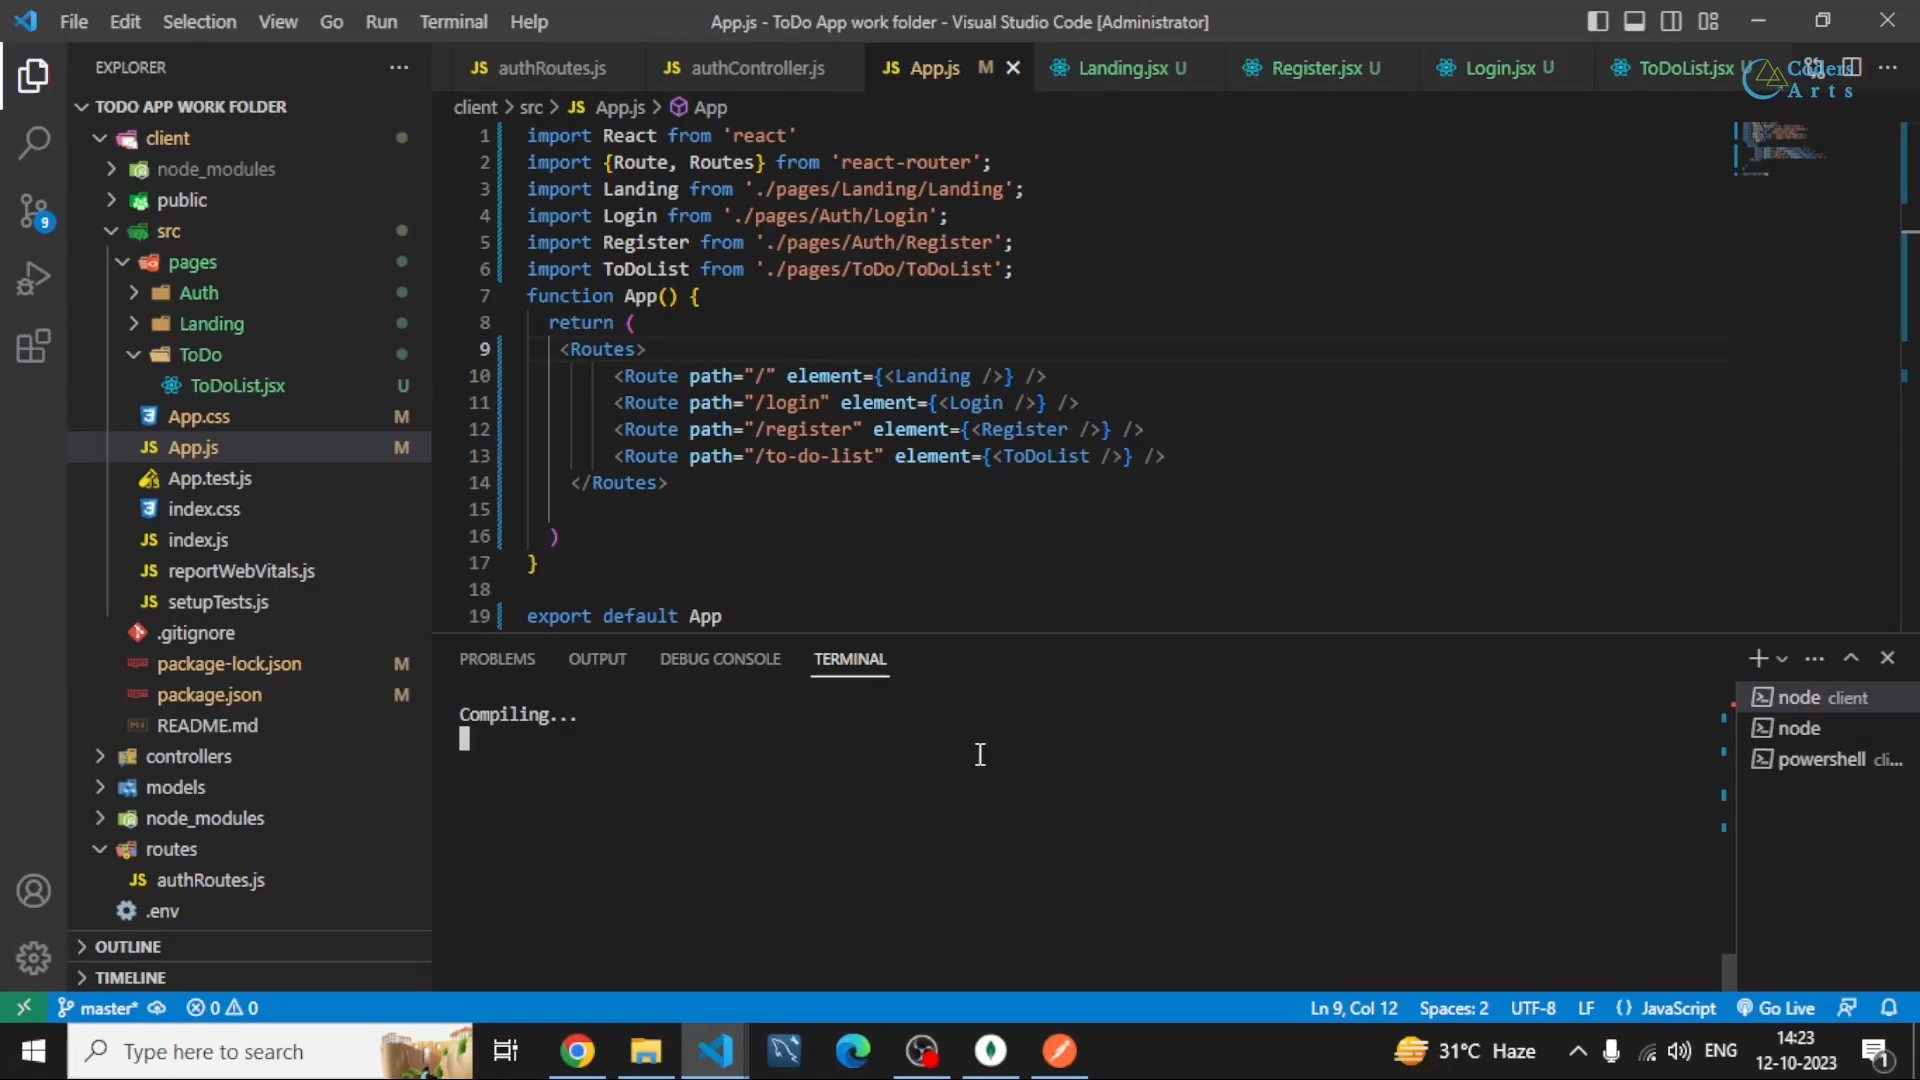 File Edit Selection View Go Run Terminal Help
App.js - ToDo App work folder - Visual Studio Code [Administrator]
EXPLORER
TODO APP WORK FOLDER
client
node_modules
public
src
pages
Auth
Landing
ToDo
ToDoList.jsx U
App.css M
App.js M
App.test.js
index.css
index.js
reportWebVitals.js
setupTests.js
.gitignore
package-lock.json M
package.json M
README.md
controllers
models
node_modules
routes
authRoutes.js
.env
OUTLINE
TIMELINE
9
JS authRoutes.js JS authController.js JS App.js M Landing.jsx U Register.jsx U Login.jsx U ToDoList.jsx
Coders
Arts
client > src > JS App.js > App
1 import React from 'react'
2 import {Route, Routes} from 'react-router';
3 import Landing from './pages/Landing/Landing';
4 import Login from './pages/Auth/Login';
5 import Register from './pages/Auth/Register';
6 import ToDoList from './pages/ToDo/ToDoList';
7 function App() {
8 return (
9 <Routes>
10 <Route path="/" element={<Landing />} />
11 <Route path="/login" element={<Login />} />
12 <Route path="/register" element={<Register />} />
13 <Route path="/to-do-list" element={<ToDoList />} />
14 </Routes>
15
16 )
17 }
18
19 export default App
PROBLEMS OUTPUT DEBUG CONSOLE TERMINAL
Compiling...
node client
node
powershell cli...
master* 0 0
Ln 9, Col 12 Spaces: 2 UTF-8 LF {} JavaScript Go Live
Type here to search
31°C Haze ENG
14:23
12-10-2023
1